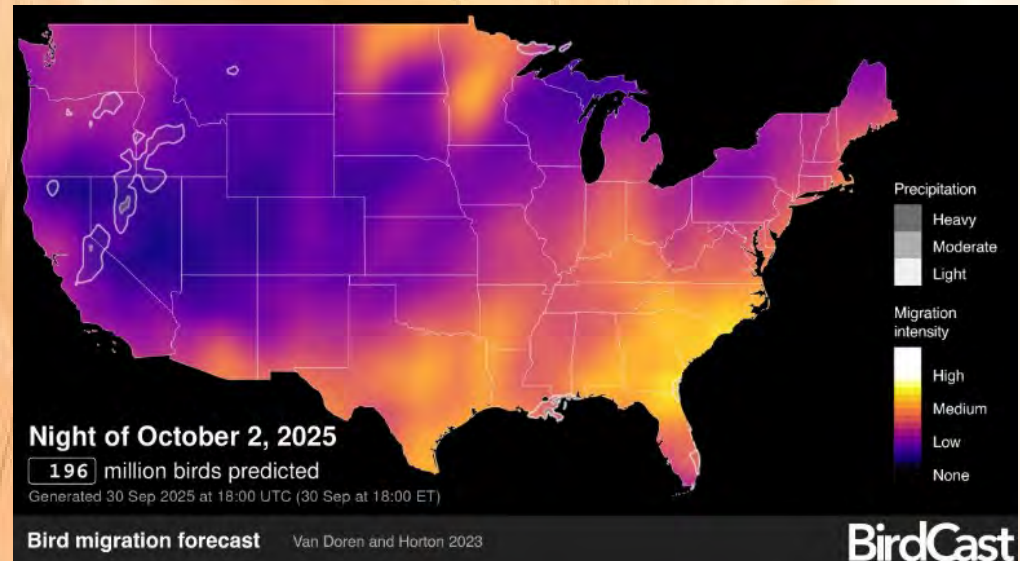 Precipitation
Heavy
Moderate
Light
Migration
intensity
High
Medium
Low
None
Night of October 2, 2025
196 million birds predicted
Generated 30 Sep 2025 at 18:00 UTC (30 Sep at 18:00 ET)
Bird migration forecast Van Doren and Horton 2023
BirdCast